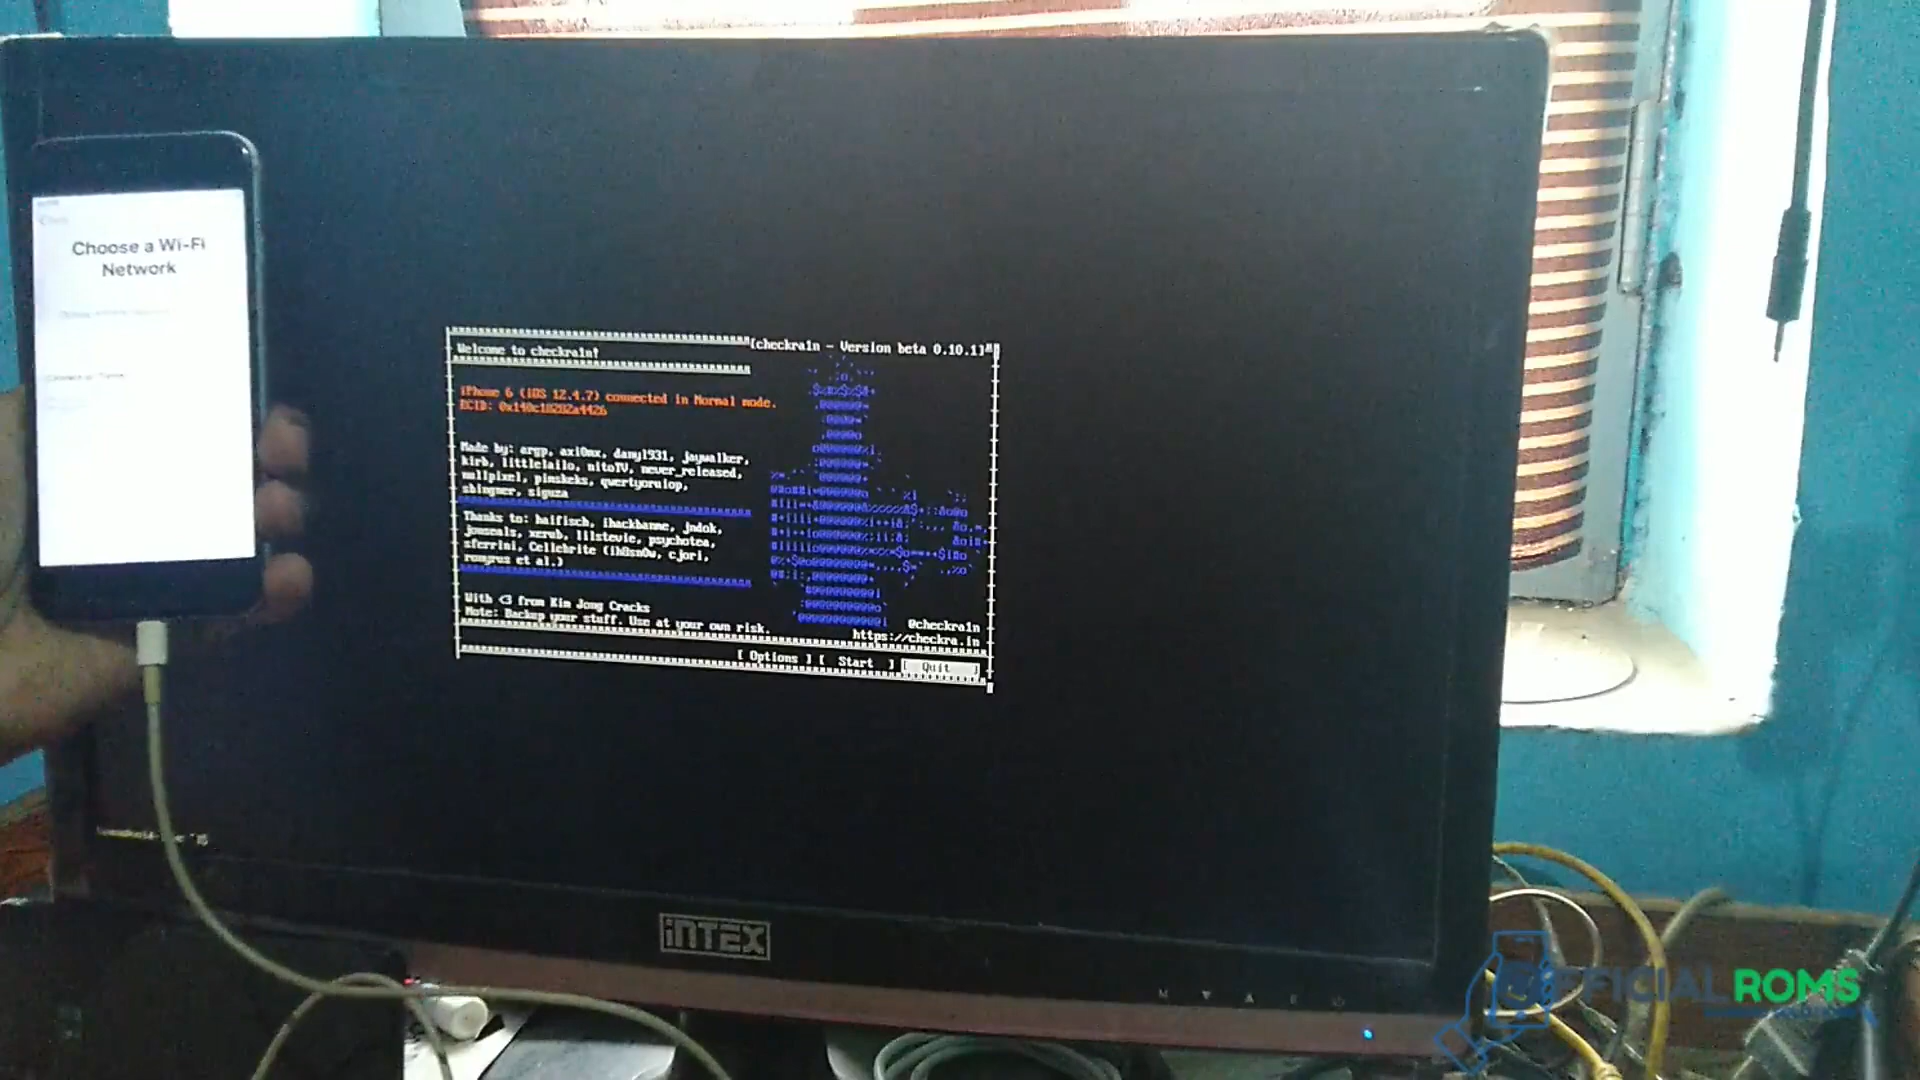 Choose a Wi-Fi
Network
[checkra1n - Version beta 0.10.1]
Welcome to checkra1n!
iPhone 6 (iOS 12.4.7) connected in Normal mode.
ECID: 0x140c18282a4426
Made by: argp, axi0mx, danyl931, jaywalker,
kirb, littlelailo, nitoTV, never_released,
nullpixel, pimskeks, qwertyoruiop,
sbingner, siguza
Thanks to: haifisch, ihackbanme, jndok,
jonseals, xerub, lilstevie, psychotea,
sferrini, Cellebrite (ih8sn0w, cjori,
ronyrus et al.)
With <3 from Kim Jong Cracks
Note: Backup your stuff. Use at your own risk.
@checkra1n
https://checkra.in
[ Options ] [ Start ] [ Quit ]
iNTEX
OFFICIAL ROMS